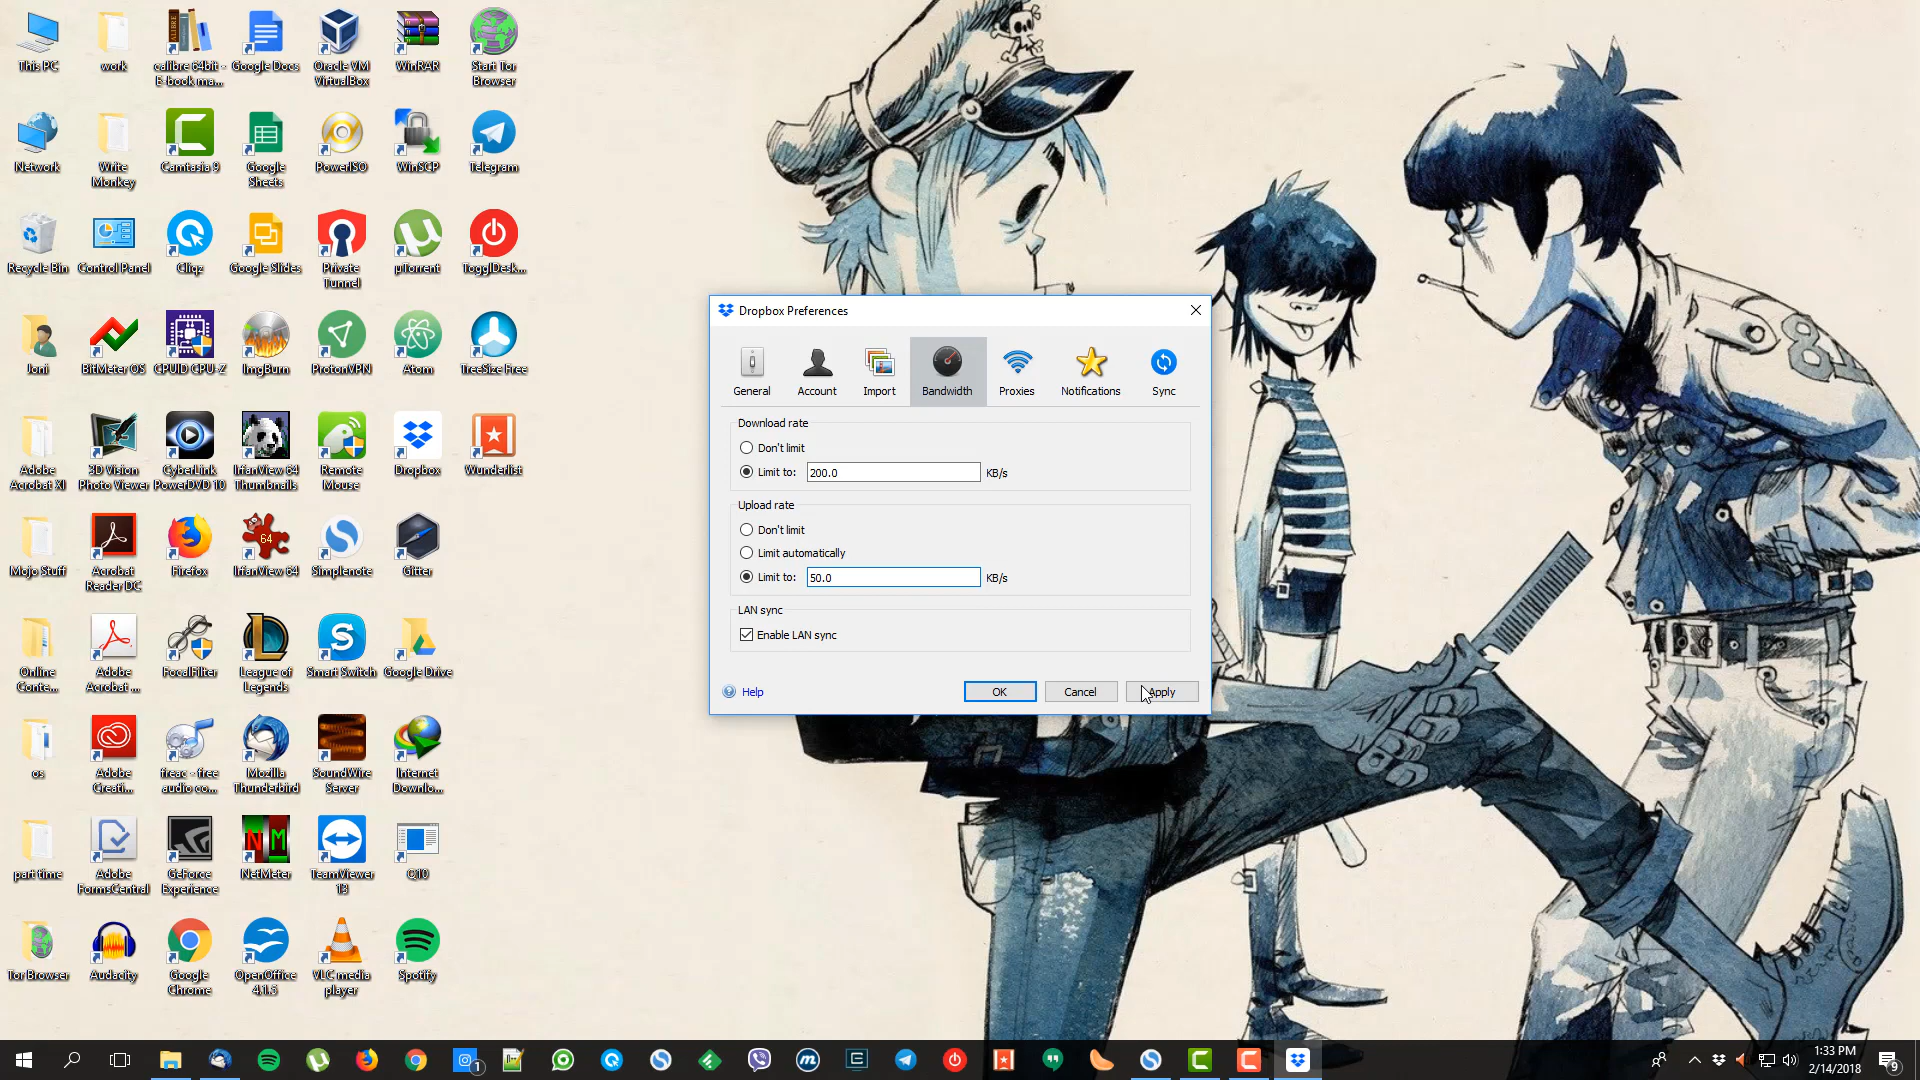 This PC
work
calibre 64bit -
E-book ma...
Google Docs
Oracle VM
VirtualBox
WinRAR
Start Tor
Browser
Network
Write
Monkey
Camtasia 9
Google
Sheets
PowerISO
WinSCP
Telegram
Recycle Bin
Control Panel
Cliqz
Google Slides
Private
Tunnel
µTorrent
TogglDesk...
Joni
BitMeter OS
CPUID CPU-Z
ImgBurn
ProtonVPN
Atom
TreeSize Free
Adobe
Acrobat XI
3D Vision
Photo Viewer
CyberLink
PowerDVD 10
IrfanView 64
Thumbnails
Remote
Mouse
Dropbox
Wunderlist
Mojo Stuff
Acrobat
Reader DC
Firefox
64
IrfanView 64
Simplenote
Gitter
Online
Conte...
Adobe
Acrobat ...
FocalFilter
League of
Legends
Smart Switch
Google Drive
os
Adobe
Creati...
freac - free
audio co...
Mozilla
Thunderbird
SoundWire
Server
Internet
Downlo...
part time
Adobe
FormsCentral
GeForce
Experience
NetMeter
TeamViewer
13
Q10
Tor Browser
Audacity
Google
Chrome
OpenOffice
4.1.5
VLC media
player
Spotify
Dropbox Preferences
General
Account
Import
Bandwidth
Proxies
Notifications
Sync
Download rate
Don't limit
Limit to:
200.0
KB/s
Upload rate
Don't limit
Limit automatically
Limit to:
50.0
KB/s
LAN sync
Enable LAN sync
Help
OK
Cancel
Apply
1
1:33 PM
2/14/2018
9